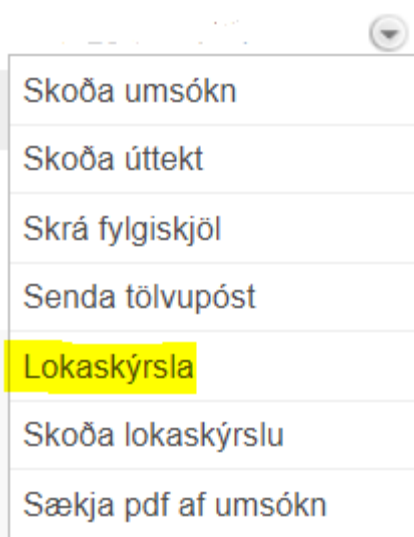 Skoða umsókn
Skoða úttekt
Skrá fylgiskjöl
Senda tölvupóst
Lokaskýrsla
Skoða lokaskýrslu
Sækja pdf af umsókn